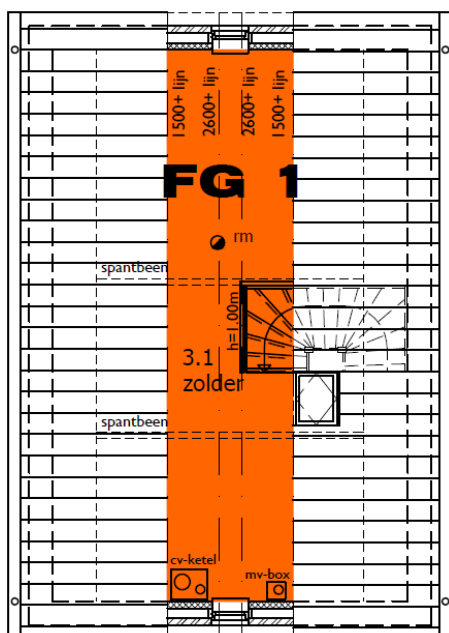 1500+ lijn
2600+ lijn
2600+ lijn
1500+ lijn
FG 1
rm
spantbeen
h=1.00m
3.1
zolder
spantbeen
cv-ketel
mv-box